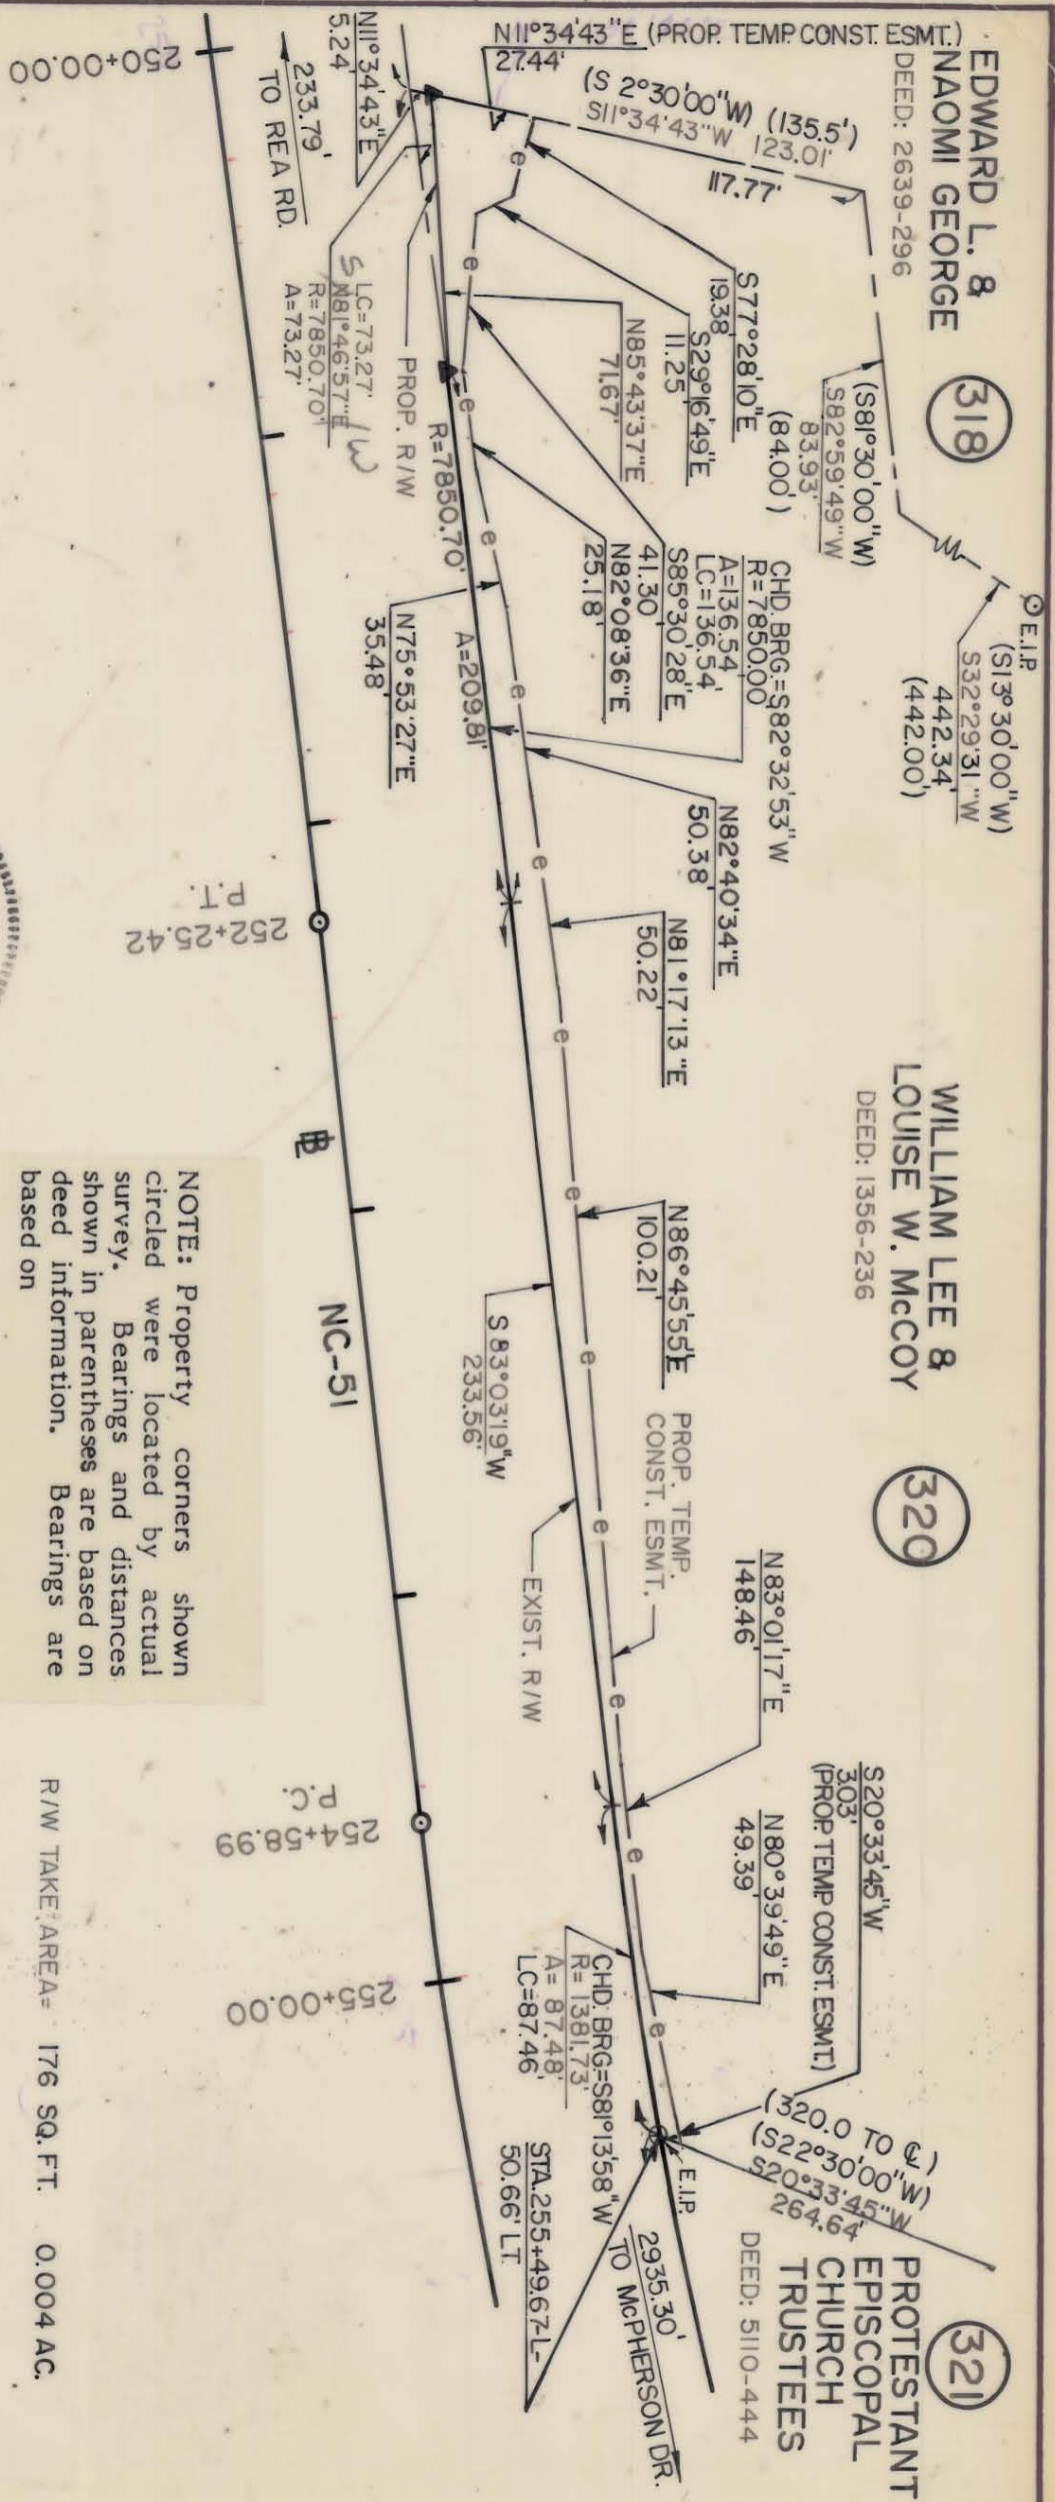 EDWARD L. &
NAOMI GEORGE
DEED: 2639-296
318
N11°34'43"E (PROP. TEMP. CONST. ESMT.)
27.44'
(S 2°30'00"W) (135.5')
S11°34'43"W 123.01'
117.77'
(S81°30'00"W)
S82°59'49"W
83.93'
(84.00')
E.I.P.
(S13°30'00"W)
S32°29'31"W
442.34'
(442.00')
WILLIAM LEE &
LOUISE W. McCOY
DEED: 1356-236
320
321
PROTESTANT
EPISCOPAL
CHURCH
TRUSTEES
DEED: 5110-444
S77°28'10"E
19.38'
S29°16'49"E
11.25'
N85°43'37"E
71.67'
CHD. BRG.=S82°32'53"W
R=7850.00'
A=136.54'
LC=136.54'
S85°30'28"E
41.30'
N82°08'36"E
25.18'
N82°40'34"E
50.38'
N81°17'13"E
50.22'
N86°45'55"E
100.21'
PROP. TEMP.
CONST. ESMT.
N83°01'17"E
148.46'
S20°33'45"W
3.03'
(PROP. TEMP. CONST. ESMT.)
N80°39'49"E
49.39'
(320.0 TO ℄)
(S22°30'00"W)
S20°33'45"W
264.64'
E.I.P.
2935.30'
TO McPHERSON DR.
CHD. BRG=S81°13'58"W
R=1381.73'
A=87.48'
LC=87.46'
STA.255+49.67-L-
50.66' LT.
EXIST. R/W
S 83°03'19"W
233.56'
R=7850.70'
A=209.81'
N75°53'27"E
35.48'
PROP. R/W
LC=73.27'
S N81°46'57"E W
R=7850.70'
A=73.27'
N11°34'43"E
5.24'
233.79'
TO REA RD.
e e e e e e e e e e e e e e e
250+00.00
252+25.42
P.T.
NC-51
254+58.99
P.C.
255+00.00
NOTE: Property corners shown
circled were located by actual
survey. Bearings and distances
shown in parentheses are based on
deed information. Bearings are
based on
R/W TAKE AREA= 176 SQ. FT. 0.004 AC.